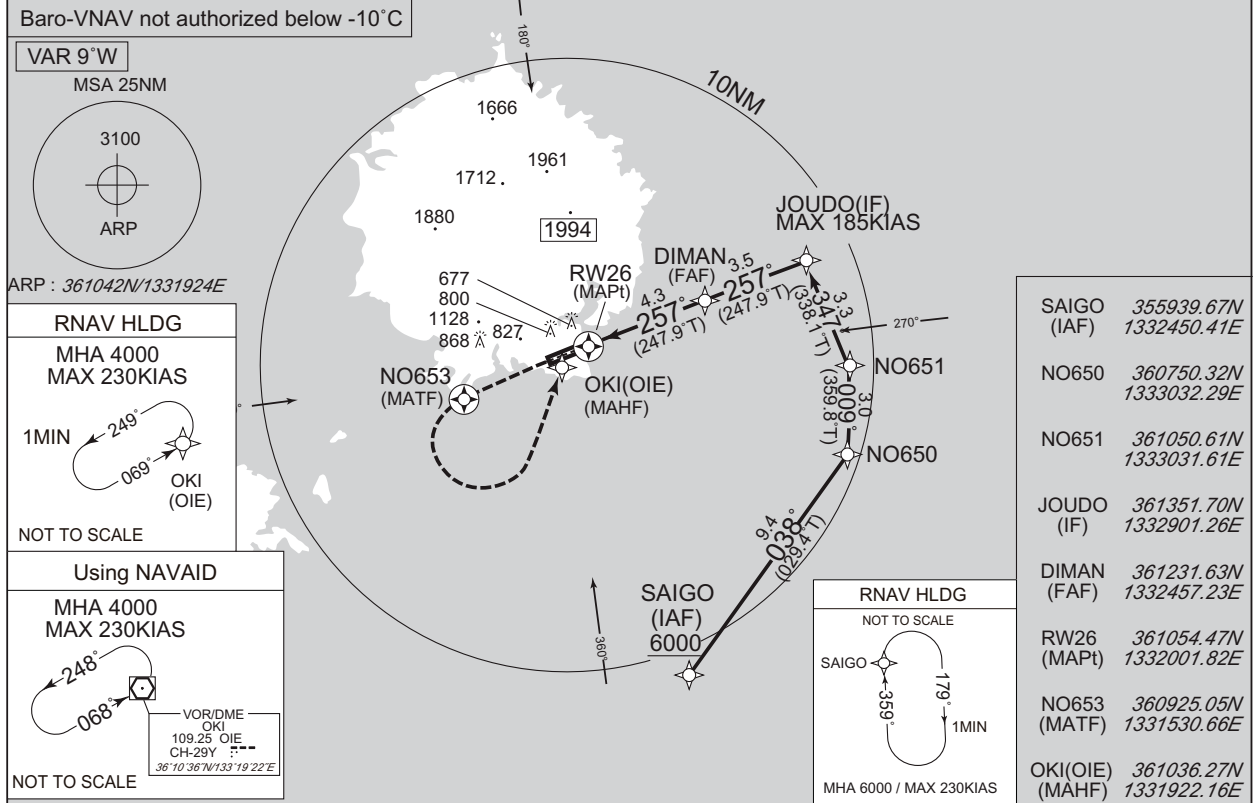 Baro-VNAV not authorized below -10˚C
VAR 9˚W
MSA 25NM
3100
ARP
ARP : 361042N/1331924E
RNAV HLDG
MHA 4000
MAX 230KIAS
1MIN
249˚
069˚
OKI
(OIE)
NOT TO SCALE
Using NAVAID
MHA 4000
MAX 230KIAS
248˚
068˚
VOR/DME
OKI
109.25 OIE
CH-29Y
36˚10´36˝N/133˚19´22˝E
NOT TO SCALE
180˚
10NM
1666
1961
1712
1880
1994
677
800
1128
868
827
RW26
(MAPt)
NO653
(MATF)
OKI(OIE)
(MAHF)
DIMAN
(FAF)
JOUDO(IF)
MAX 185KIAS
3.5
257˚
(247.9˚T)
4.3
257˚
(247.9˚T)
3.3
347˚
(338.1˚T)
270˚
NO651
3.0
009˚
(359.8˚T)
NO650
9.4
038˚
(029.4˚T)
SAIGO
(IAF)
6000
360˚
RNAV HLDG
NOT TO SCALE
SAIGO
359˚
179˚
1MIN
MHA 6000 / MAX 230KIAS
SAIGO 355939.67N
(IAF) 1332450.41E
NO650 360750.32N
1333032.29E
NO651 361050.61N
1333031.61E
JOUDO 361351.70N
(IF) 1332901.26E
DIMAN 361231.63N
(FAF) 1332457.23E
RW26 361054.47N
(MAPt) 1332001.82E
NO653 360925.05N
(MATF) 1331530.66E
OKI(OIE) 361036.27N
(MAHF) 1331922.16E